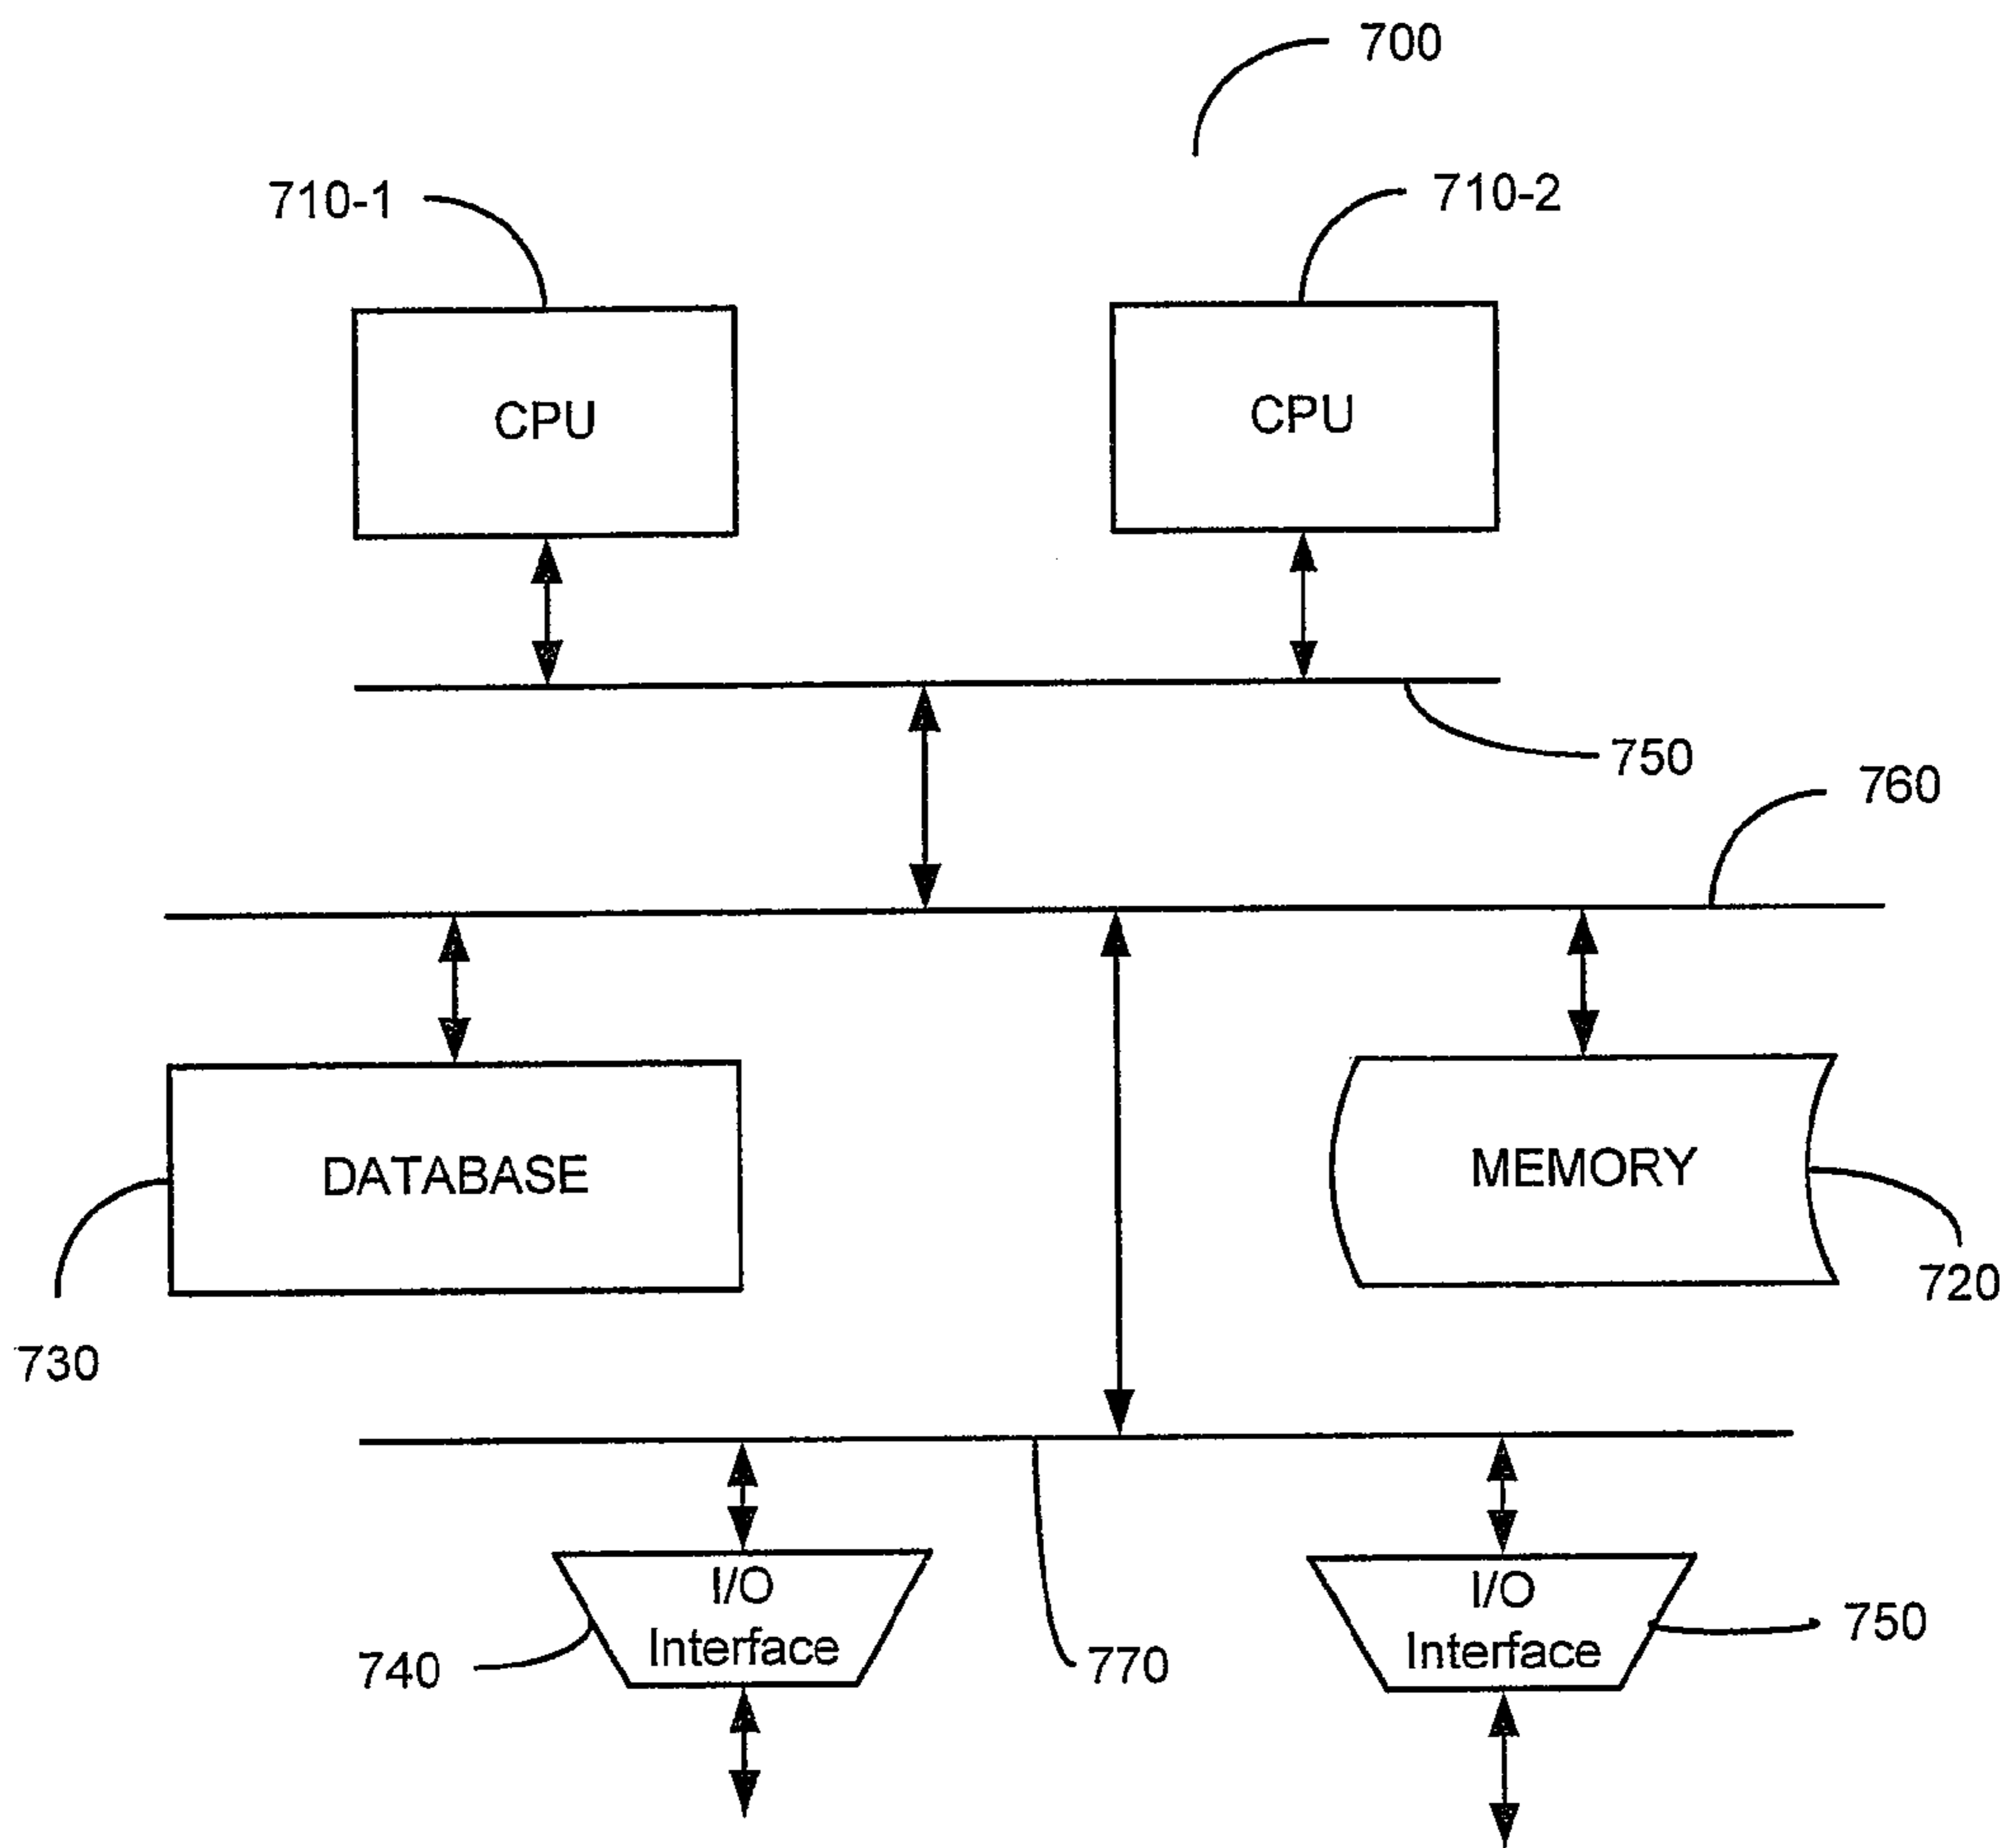 700
710-1
710-2
CPU
CPU
750
760
DATABASE
MEMORY
720
730
I/O
Interface
I/O
Interface
740
770
750